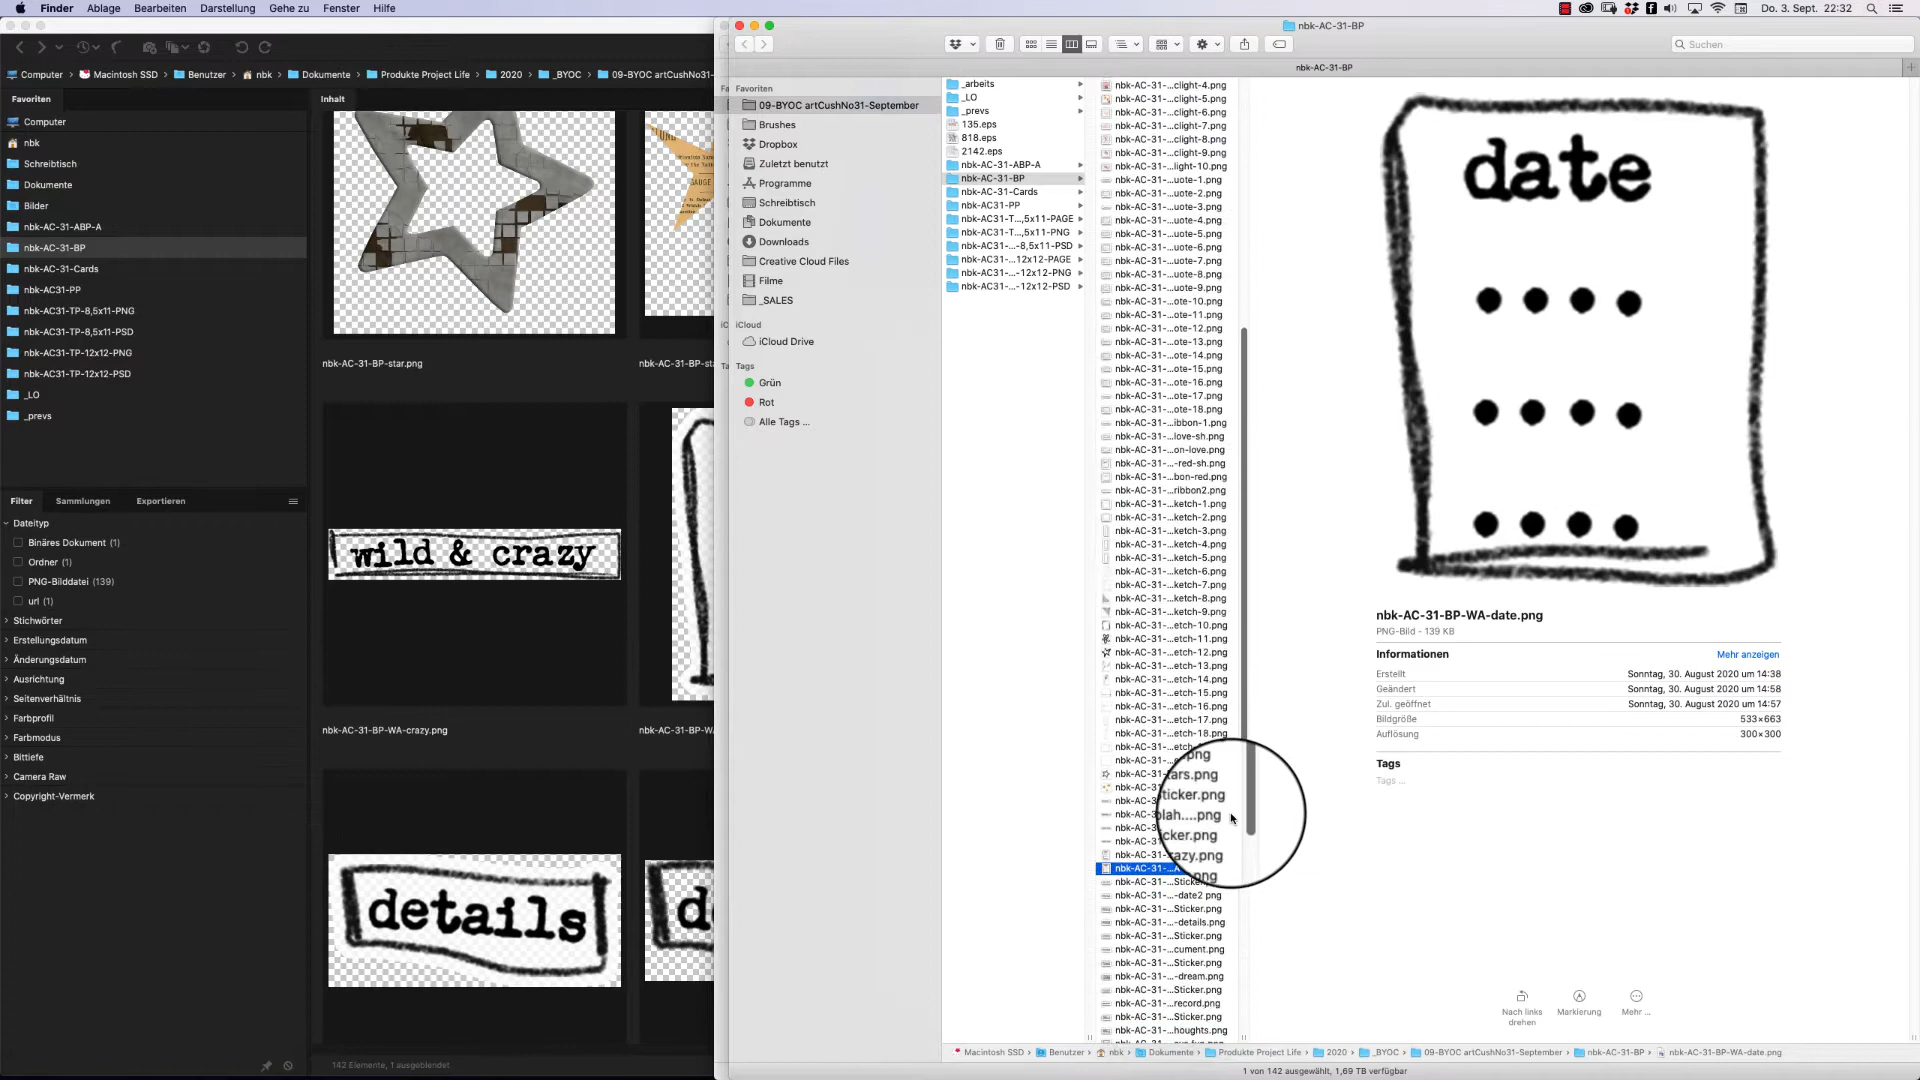 Finder Ablage Bearbeiten Darstellung Gehe zu Fenster Hilfe
Do. 3. Sept. 22:32
Computer Macintosh SSD Benutzer nbk Dokumente Produkte Project Life 2020 _BYOC 09-BYOC artCushNo31-
Favoriten
Computer
nbk
Schreibtisch
Dokumente
Bilder
nbk-AC-31-ABP-A
nbk-AC-31-BP
nbk-AC-31-Cards
nbk-AC31-PP
nbk-AC31-TP-8,5x11-PNG
nbk-AC31-TP-8,5x11-PSD
nbk-AC31-TP-12x12-PNG
nbk-AC31-TP-12x12-PSD
_LO
_prevs
Filter Sammlungen Exportieren
Dateityp
Binäres Dokument (1)
Ordner (1)
PNG-Bilddatei (139)
url (1)
Stichwörter
Erstellungsdatum
Änderungsdatum
Ausrichtung
Seitenverhältnis
Farbprofil
Farbmodus
Bittiefe
Camera Raw
Copyright-Vermerk
Inhalt
nbk-AC-31-BP-star.png
nbk-AC-31-BP-st
wild & crazy
nbk-AC-31-BP-WA-crazy.png
nbk-AC-31-BP-WA
details
142 Elemente, 1 ausgeblendet
nbk-AC-31-BP
Suchen
nbk-AC-31-BP
Favoriten
09-BYOC artCushNo31-September
Brushes
Dropbox
Zuletzt benutzt
Programme
Schreibtisch
Dokumente
Downloads
Creative Cloud Files
Filme
_SALES
iCloud
iCloud Drive
Tags
Grün
Rot
Alle Tags ...
_arbeits
_LO
_prevs
135.eps
818.eps
2142.eps
nbk-AC-31-ABP-A
nbk-AC-31-BP
nbk-AC-31-Cards
nbk-AC31-PP
nbk-AC31-T...,5x11-PAGE
nbk-AC31-T...,5x11-PNG
nbk-AC31-...-8,5x11-PSD
nbk-AC31-...-12x12-PAGE
nbk-AC31-...-12x12-PNG
nbk-AC31-...-12x12-PSD
nbk-AC-31-...clight-4.png
nbk-AC-31-...clight-5.png
nbk-AC-31-...clight-6.png
nbk-AC-31-...clight-7.png
nbk-AC-31-...clight-8.png
nbk-AC-31-...clight-9.png
nbk-AC-31-...light-10.png
nbk-AC-31-...uote-1.png
nbk-AC-31-...uote-2.png
nbk-AC-31-...uote-3.png
nbk-AC-31-...uote-4.png
nbk-AC-31-...uote-5.png
nbk-AC-31-...uote-6.png
nbk-AC-31-...uote-7.png
nbk-AC-31-...uote-8.png
nbk-AC-31-...uote-9.png
nbk-AC-31-...ote-10.png
nbk-AC-31-...ote-11.png
nbk-AC-31-...ote-12.png
nbk-AC-31-...ote-13.png
nbk-AC-31-...ote-14.png
nbk-AC-31-...ote-15.png
nbk-AC-31-...ote-16.png
nbk-AC-31-...ote-17.png
nbk-AC-31-...ote-18.png
nbk-AC-31-...ibbon-1.png
nbk-AC-31-...love-sh.png
nbk-AC-31-...on-love.png
nbk-AC-31-...-red-sh.png
nbk-AC-31-...bon-red.png
nbk-AC-31-...ribbon2.png
nbk-AC-31-...ketch-1.png
nbk-AC-31-...ketch-2.png
nbk-AC-31-...ketch-3.png
nbk-AC-31-...ketch-4.png
nbk-AC-31-...ketch-5.png
nbk-AC-31-...ketch-6.png
nbk-AC-31-...ketch-7.png
nbk-AC-31-...ketch-8.png
nbk-AC-31-...ketch-9.png
nbk-AC-31-...etch-10.png
nbk-AC-31-...etch-11.png
nbk-AC-31-...etch-12.png
nbk-AC-31-...etch-13.png
nbk-AC-31-...etch-14.png
nbk-AC-31-...etch-15.png
nbk-AC-31-...etch-16.png
nbk-AC-31-...etch-17.png
nbk-AC-31-...etch-18.png
tars.png
ticker.png
lah....png
icker.png
azy.png
nbk-AC-31-...Sticker.png
nbk-AC-31-...-date2 png
nbk-AC-31-...Sticker.png
nbk-AC-31-...-details.png
nbk-AC-31-...Sticker.png
nbk-AC-31-...cument.png
nbk-AC-31-...Sticker.png
nbk-AC-31-...-dream.png
nbk-AC-31-...Sticker.png
nbk-AC-31-...record.png
nbk-AC-31-...Sticker.png
nbk-AC-31-...houghts.png
date
nbk-AC-31-BP-WA-date.png
PNG-Bild - 139 KB
Informationen Mehr anzeigen
Erstellt Sonntag, 30. August 2020 um 14:38
Geändert Sonntag, 30. August 2020 um 14:58
Zul. geöffnet Sonntag, 30. August 2020 um 14:57
Bildgröße 533×663
Auflösung 300×300
Tags
Tags ...
Nach links drehen
Markierung
Mehr ...
Macintosh SSD Benutzer nbk Dokumente Produkte Project Life 2020 _BYOC 09-BYOC artCushNo31-September nbk-AC-31-BP nbk-AC-31-BP-WA-date.png
1 von 142 ausgewählt, 1,69 TB verfügbar